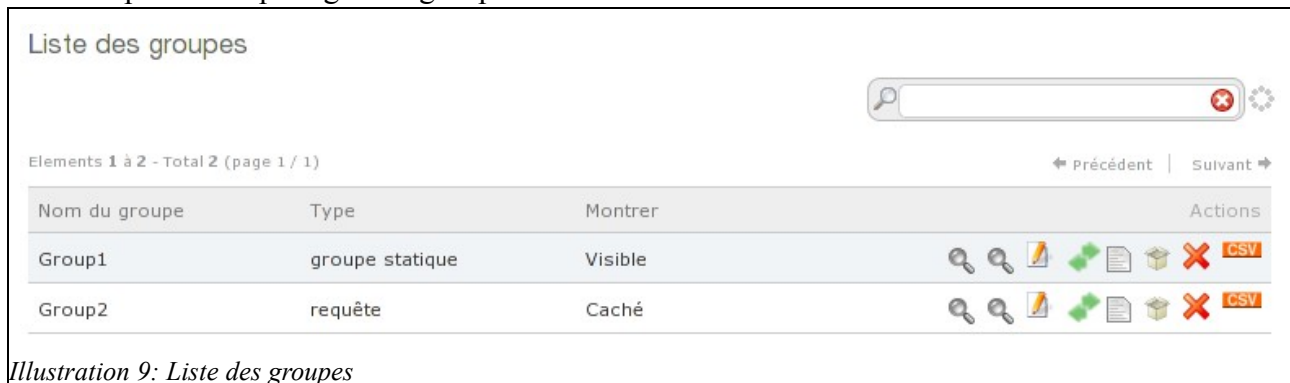 Liste des groupes
Elements 1 à 2 - Total 2 (page 1 / 1)
Précédent | Suivant
Nom du groupe Type Montrer Actions
Group1 groupe statique Visible CSV
Group2 requête Caché CSV
Illustration 9: Liste des groupes